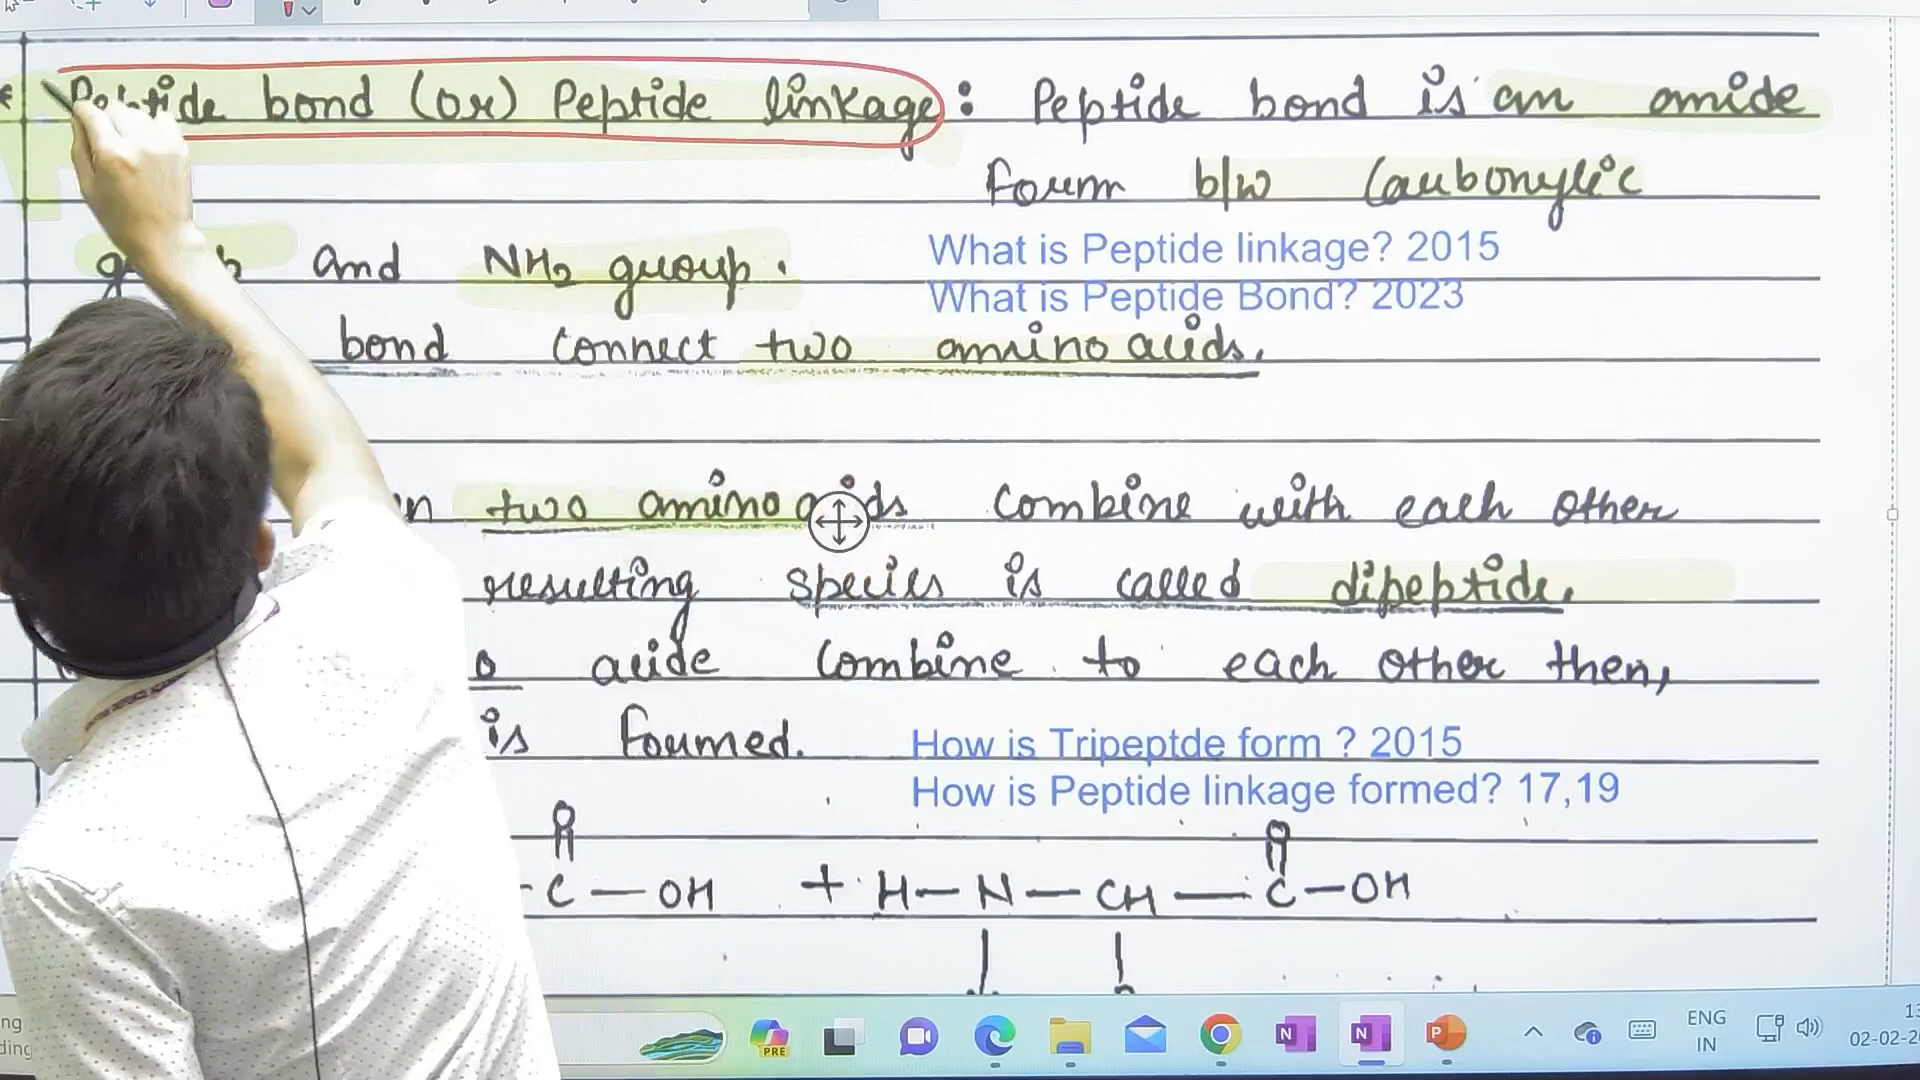 Peptide bond (or) Peptide linkage : Peptide bond is an amide
form b/w Carbonylic
and NH2 group.
What is Peptide linkage? 2015
What is Peptide Bond? 2023
bond connect two amino acids.
two amino acids combine with each other
resulting species is called dipeptide.
acide combine to each other then,
is formed.
How is Tripeptde form ? 2015
How is Peptide linkage formed? 17,19
O O
- C — OH + H — N — CH — C — OH
PRE
ENG
IN
02-02-2